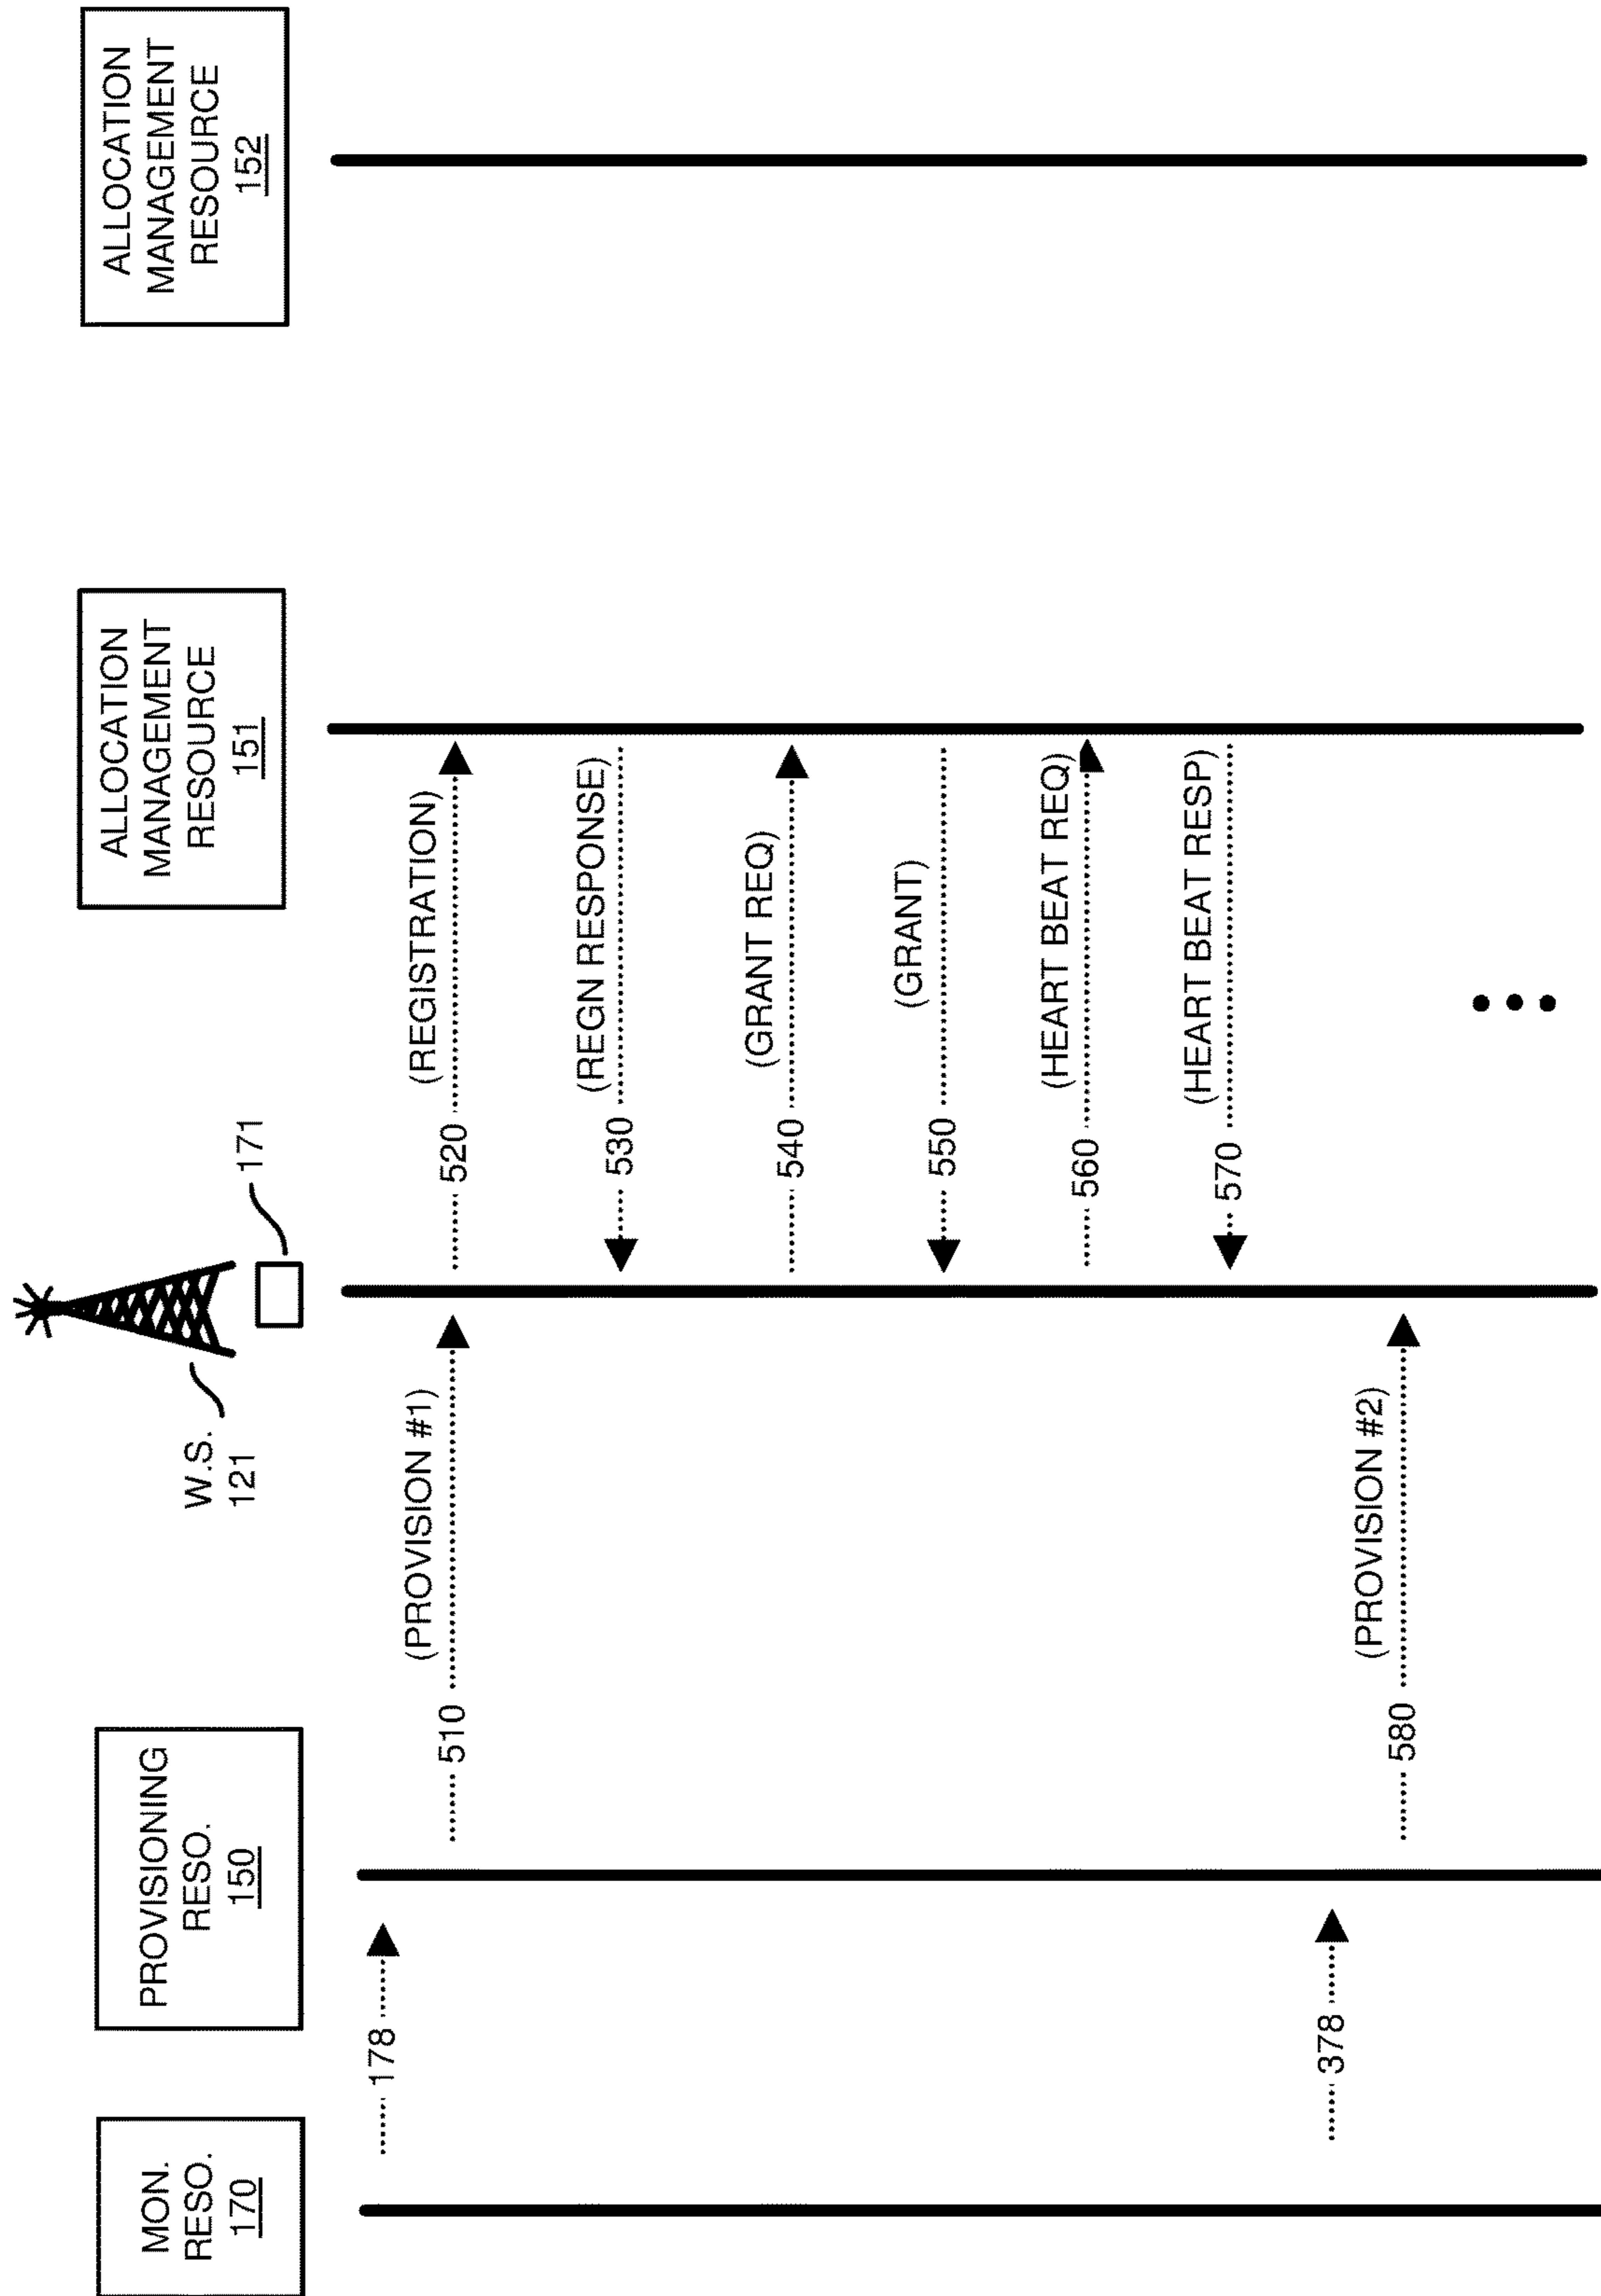 MON.
RESO.
170
PROVISIONING
RESO.
150
W.S.
121
171
ALLOCATION
MANAGEMENT
RESOURCE
151
ALLOCATION
MANAGEMENT
RESOURCE
152
178
(PROVISION #1)
510
(REGISTRATION)
520
(REGN RESPONSE)
530
(GRANT REQ)
540
(GRANT)
550
(HEART BEAT REQ)
560
(HEART BEAT RESP)
570
378
(PROVISION #2)
580